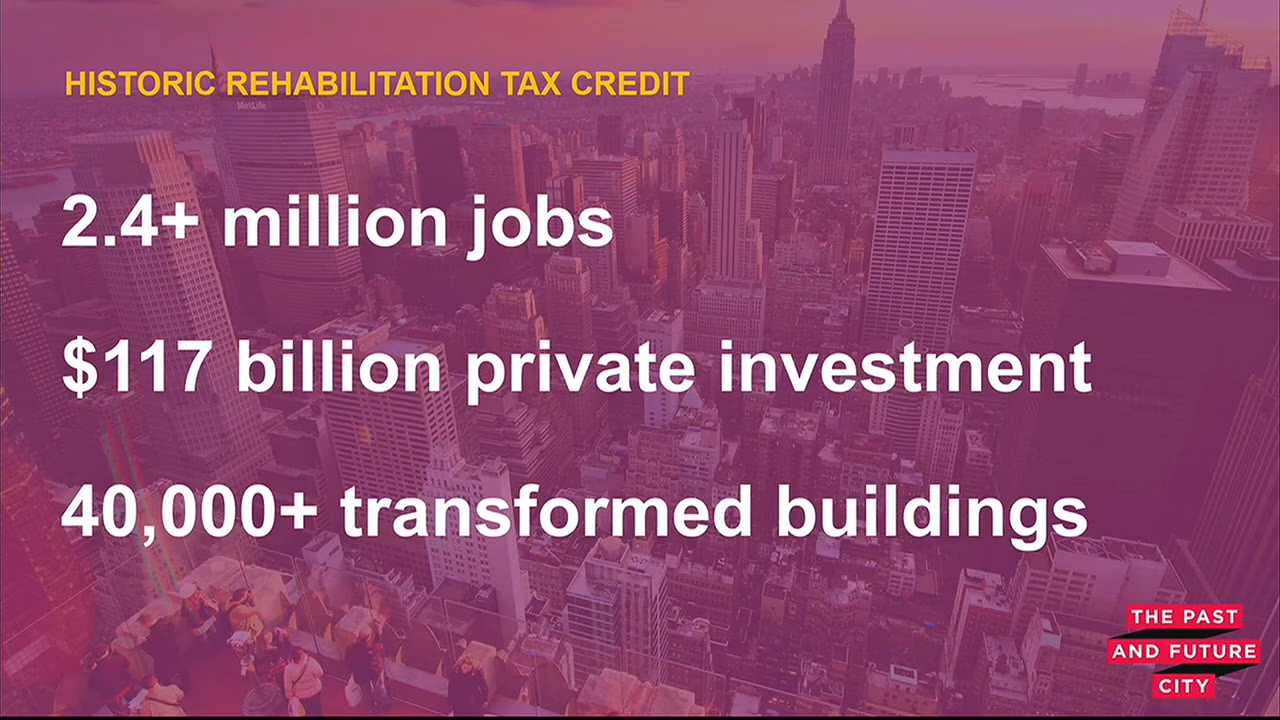 HISTORIC REHABILITATION TAX CREDIT
MetLife
2.4+ million jobs
$117 billion private investment
40,000+ transformed buildings
THE PAST
AND FUTURE
CITY